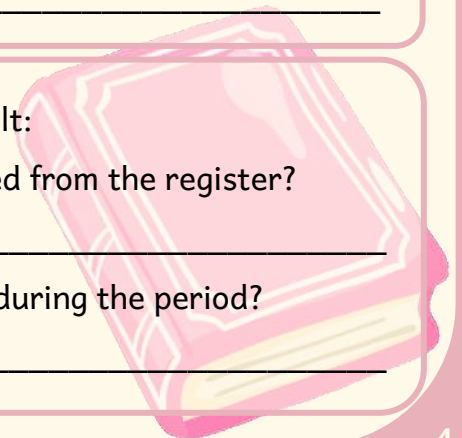 lt:
ed from the register?
during the period?